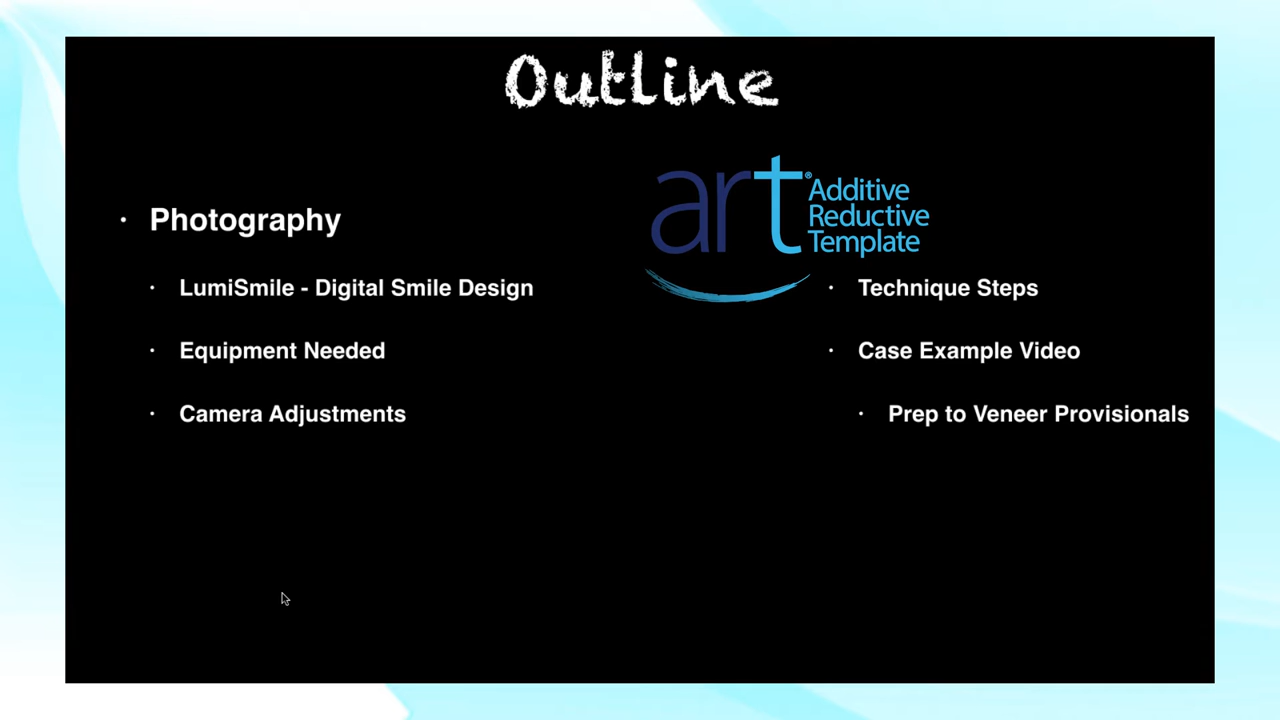 Outline
• Photography
• LumiSmile - Digital Smile Design
• Equipment Needed
• Camera Adjustments
art®
Additive
Reductive
Template
• Technique Steps
• Case Example Video
• Prep to Veneer Provisionals